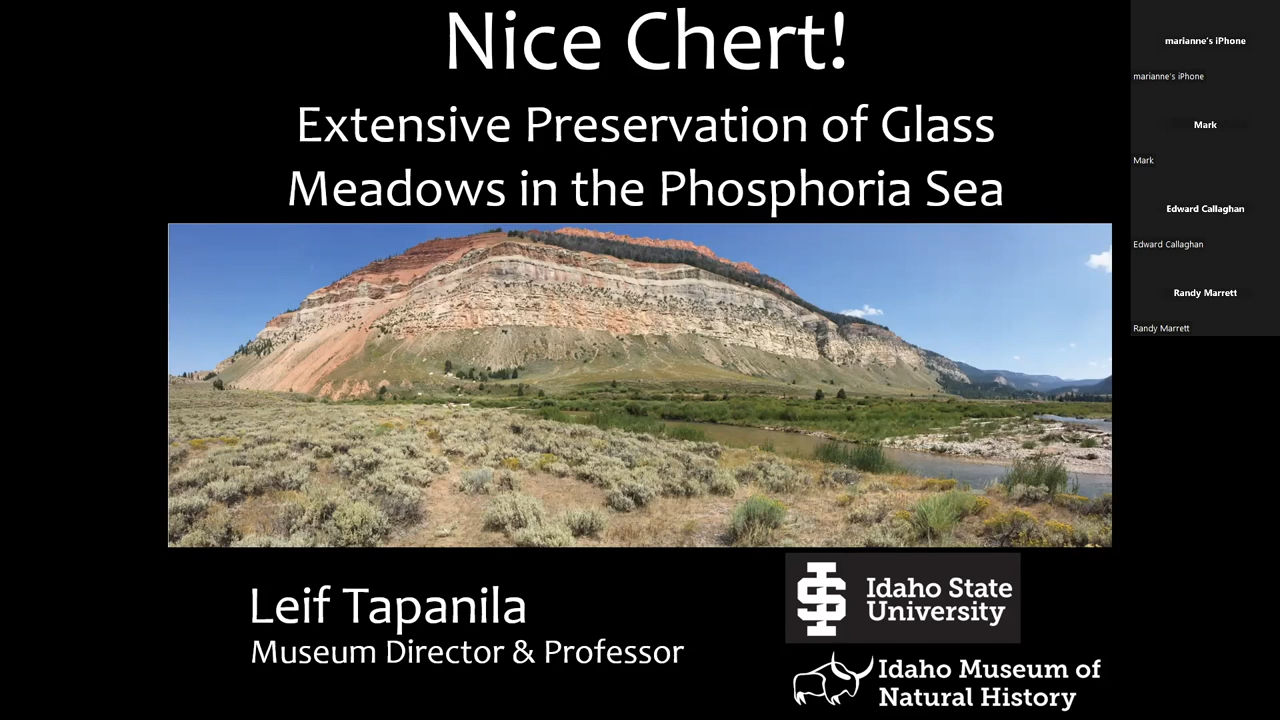 Nice Chert!
Extensive Preservation of Glass
Meadows in the Phosphoria Sea
Leif Tapanila
Museum Director & Professor
Idaho State
University
Idaho Museum of
Natural History
marianne's iPhone
marianne's iPhone
Mark
Mark
Edward Callaghan
Edward Callaghan
Randy Marrett
Randy Marrett